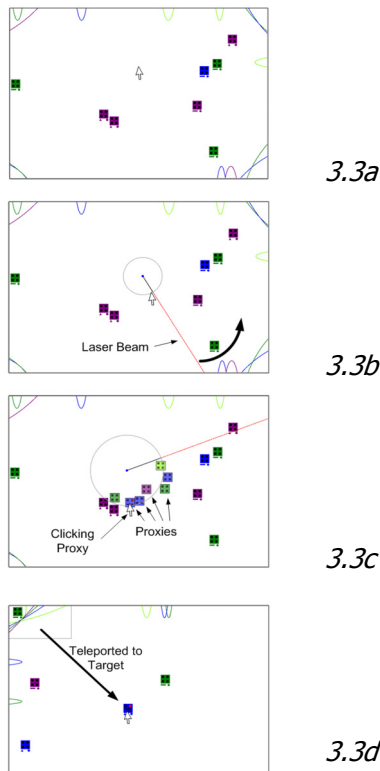 3.3a
Laser Beam
3.3b
Clicking
Proxy
Proxies
3.3c
Teleported to
Target
3.3d